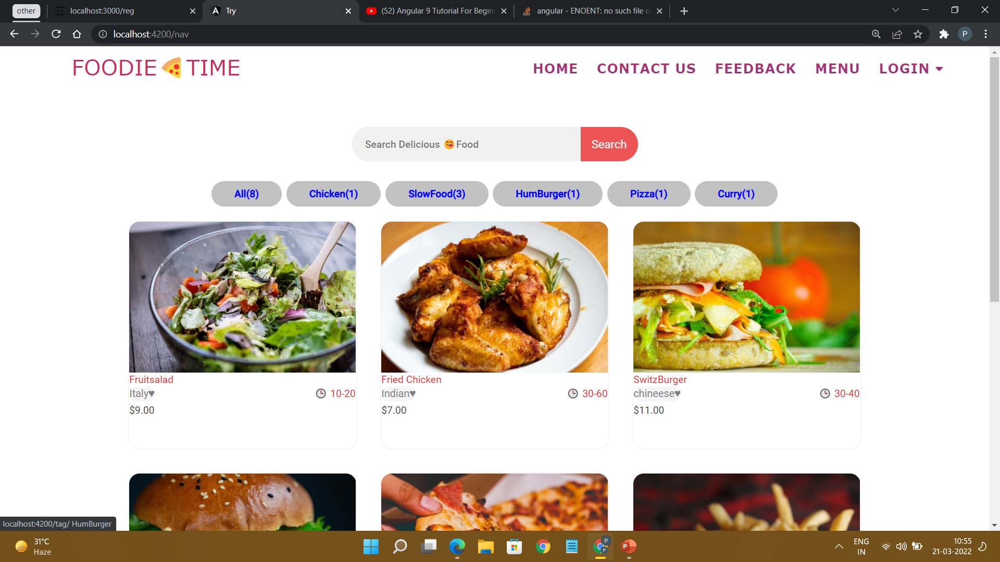 other
localhost:3000/reg
Try
(52) Angular 9 Tutorial For Begin
angular - ENOENT: no such file o
localhost:4200/nav
P
FOODIE🍕TIME
HOME CONTACT US FEEDBACK MENU LOGIN
Search Delicious 😋Food
Search
All(8) Chicken(1) SlowFood(3) HumBurger(1) Pizza(1) Curry(1)
Fruitsalad
Italy♥ 10-20
$9.00
Fried Chicken
Indian♥ 30-60
$7.00
SwitzBurger
chineese♥ 30-40
$11.00
localhost:4200/tag/ HumBurger
31°C
Haze
P
P
P
ENG
IN
10:55
21-03-2022